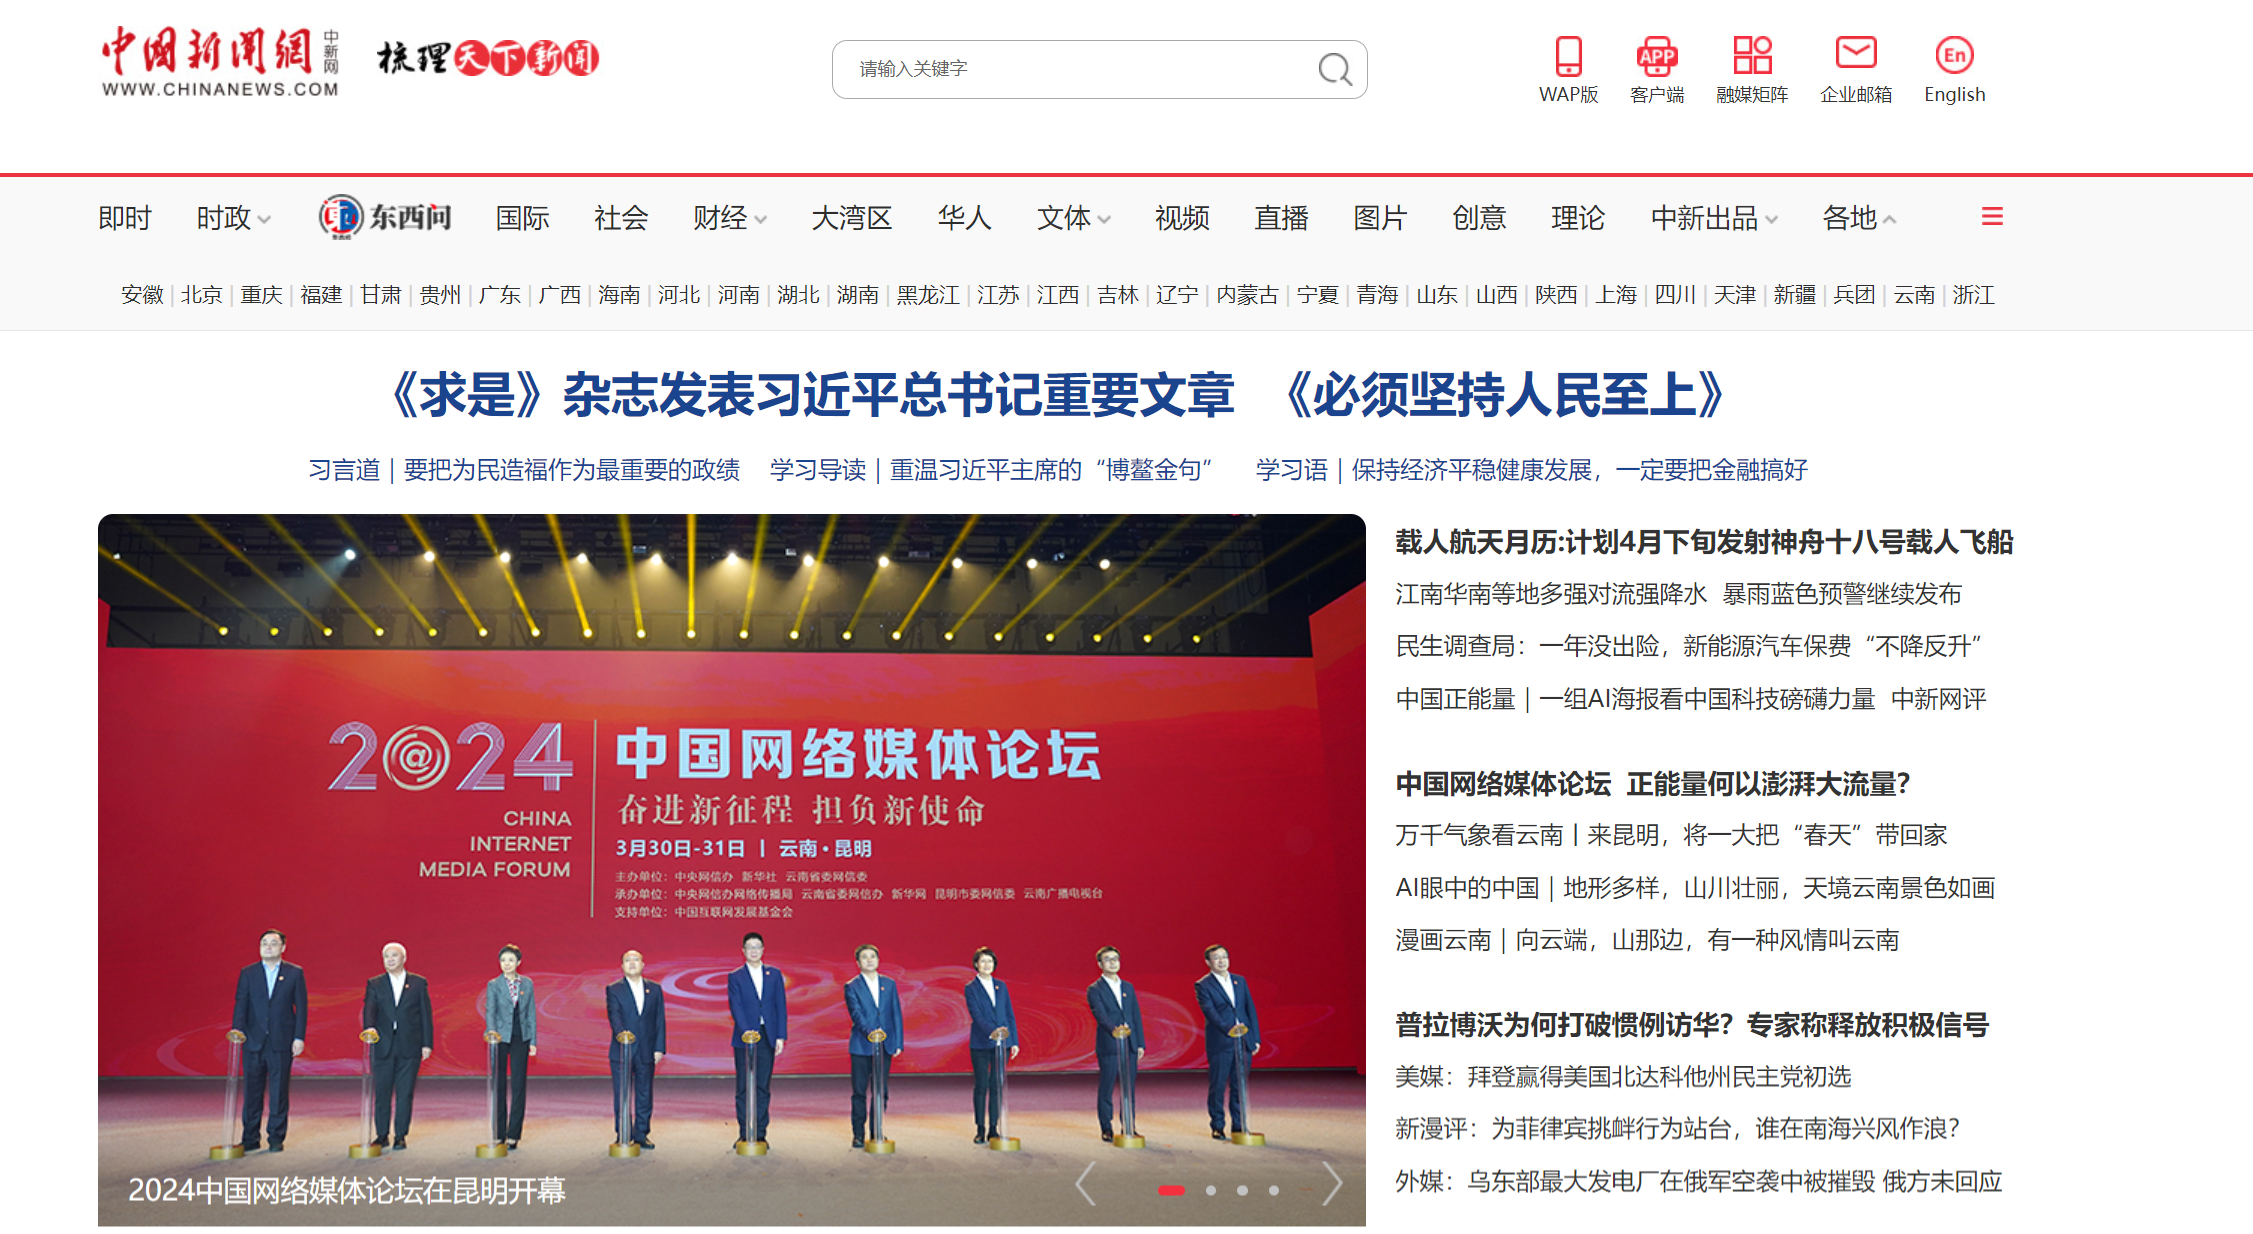 中國新聞網 中新网
WWW.CHINANEWS.COM
梳理天下新闻
请输入关键字
APP En
WAP版 客户端 融媒矩阵 企业邮箱 English
即时 时政 东西问 国际 社会 财经 大湾区 华人 文体 视频 直播 图片 创意 理论 中新出品 各地
安徽 | 北京 | 重庆 | 福建 | 甘肃 | 贵州 | 广东 | 广西 | 海南 | 河北 | 河南 | 湖北 | 湖南 | 黑龙江 | 江苏 | 江西 | 吉林 | 辽宁 | 内蒙古 | 宁夏 | 青海 | 山东 | 山西 | 陕西 | 上海 | 四川 | 天津 | 新疆 | 兵团 | 云南 | 浙江
《求是》杂志发表习近平总书记重要文章 《必须坚持人民至上》
习言道｜要把为民造福作为最重要的政绩 学习导读｜重温习近平主席的“博鳌金句” 学习语｜保持经济平稳健康发展，一定要把金融搞好
2024
CHINA
INTERNET
MEDIA FORUM
中国网络媒体论坛
奋进新征程 担负新使命
3月30日-31日 | 云南·昆明
主办单位：中央网信办 新华社 云南省委网信委
承办单位：中央网信办网络传播局 云南省委网信办 新华网 昆明市委网信委 云南广播电视台
支持单位：中国互联网发展基金会
2024中国网络媒体论坛在昆明开幕
载人航天月历:计划4月下旬发射神舟十八号载人飞船
江南华南等地多强对流强降水 暴雨蓝色预警继续发布
民生调查局：一年没出险，新能源汽车保费“不降反升”
中国正能量｜一组AI海报看中国科技磅礴力量 中新网评
中国网络媒体论坛 正能量何以澎湃大流量？
万千气象看云南丨来昆明，将一大把“春天”带回家
AI眼中的中国｜地形多样，山川壮丽，天境云南景色如画
漫画云南｜向云端，山那边，有一种风情叫云南
普拉博沃为何打破惯例访华？专家称释放积极信号
美媒：拜登赢得美国北达科他州民主党初选
新漫评：为菲律宾挑衅行为站台，谁在南海兴风作浪？
外媒：乌东部最大发电厂在俄军空袭中被摧毁 俄方未回应